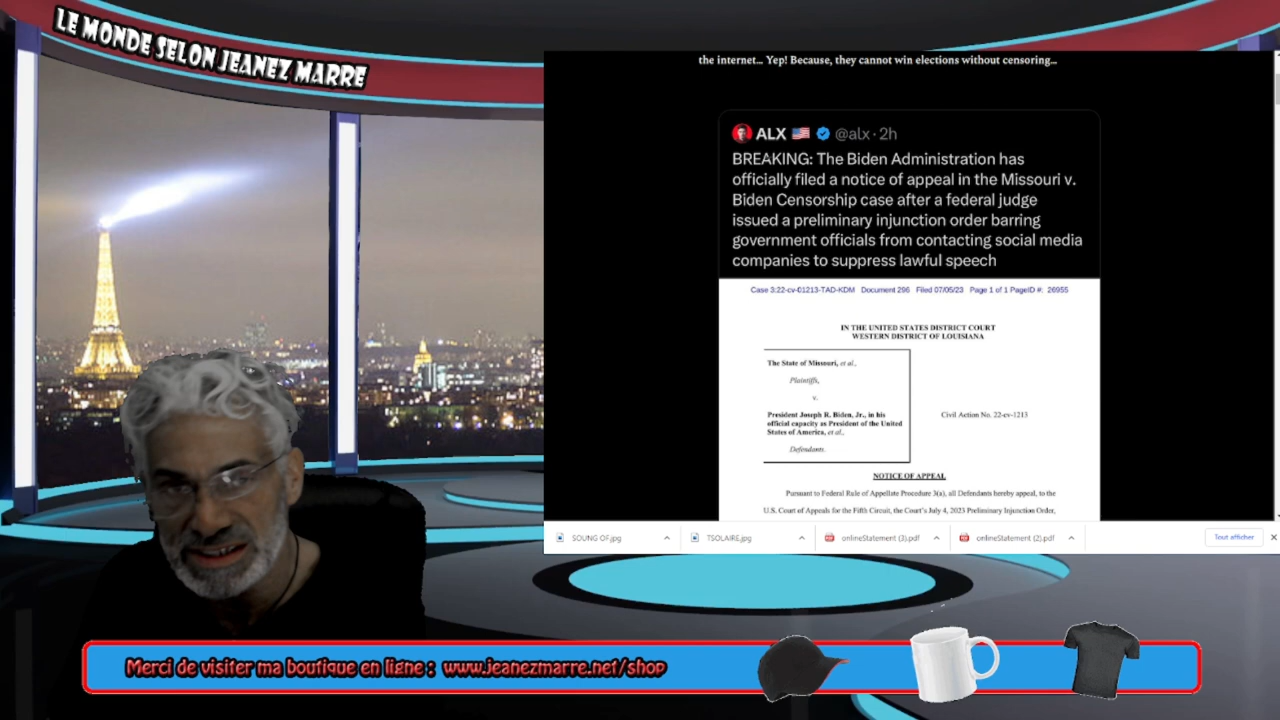 LE MONDE SELON JEANEZ MARRE
the internet... Yep! Because, they cannot win elections without censoring...
ALX 🇺🇸 @alx · 2h
BREAKING: The Biden Administration has
officially filed a notice of appeal in the Missouri v.
Biden Censorship case after a federal judge
issued a preliminary injunction order barring
government officials from contacting social media
companies to suppress lawful speech
Case 3:22-cv-01213-TAD-KDM Document 296 Filed 07/05/23 Page 1 of 1 PageID #: 26955
IN THE UNITED STATES DISTRICT COURT
WESTERN DISTRICT OF LOUISIANA
The State of Missouri, et al.,
Plaintiffs,
v.
President Joseph R. Biden, Jr., in his
official capacity as President of the United
States of America, et al.,
Defendants.
Civil Action No. 22-cv-1213
NOTICE OF APPEAL
Pursuant to Federal Rule of Appellate Procedure 3(a), all Defendants hereby appeal, to the
U.S. Court of Appeals for the Fifth Circuit, the Court's July 4, 2023 Preliminary Injunction Order,
SOUNG OF.jpg
TSOLAIRE.jpg
onlineStatement (3).pdf
onlineStatement (2).pdf
Tout afficher
Merci de visiter ma boutique en ligne : www.jeanezmarre.net/shop